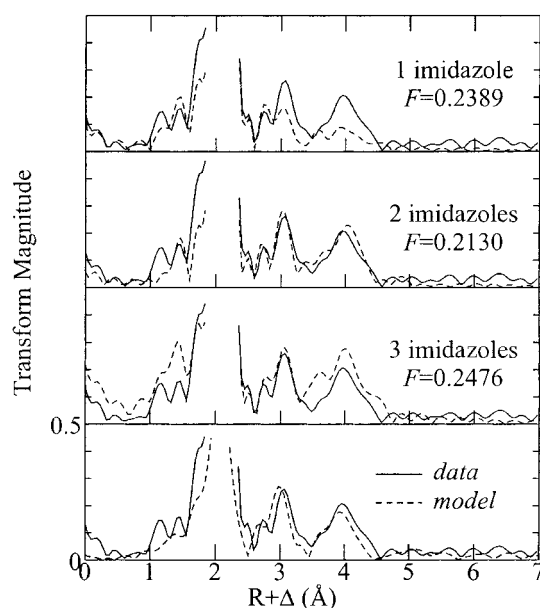 1 imidazole
F=0.2389
2 imidazoles
F=0.2130
3 imidazoles
F=0.2476
Transform Magnitude
0.5
data
model
0
0 1 2 3 4 5 6 7
R+Δ (Å)